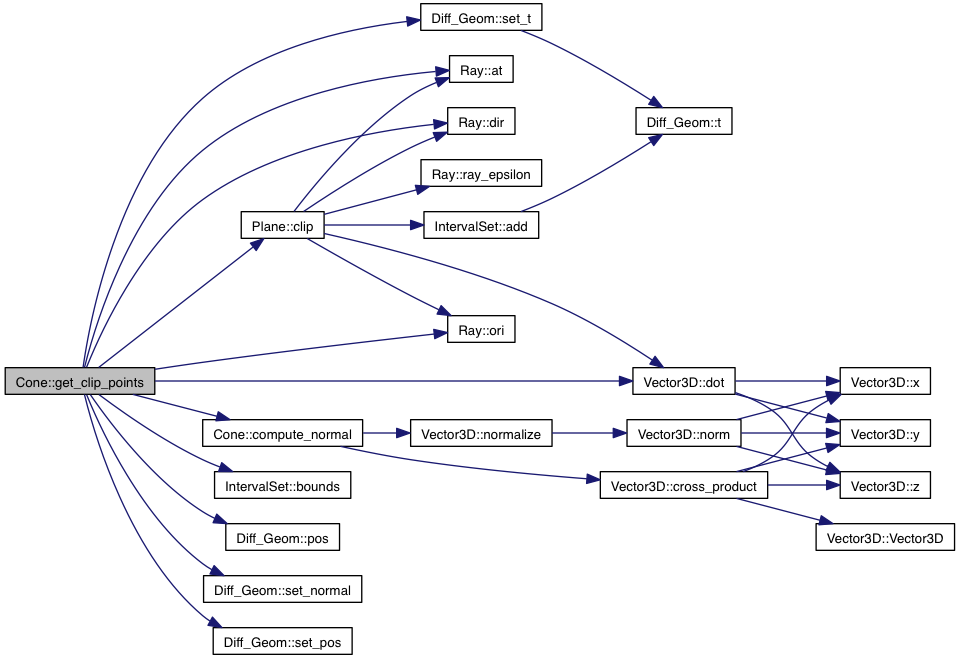 Diff_Geom::set_t
Ray::at
Ray::dir
Diff_Geom::t
Ray::ray_epsilon
Plane::clip
IntervalSet::add
Ray::ori
Cone::get_clip_points
Vector3D::dot
Vector3D::x
Cone::compute_normal
Vector3D::normalize
Vector3D::norm
Vector3D::y
IntervalSet::bounds
Vector3D::cross_product
Vector3D::z
Diff_Geom::pos
Vector3D::Vector3D
Diff_Geom::set_normal
Diff_Geom::set_pos